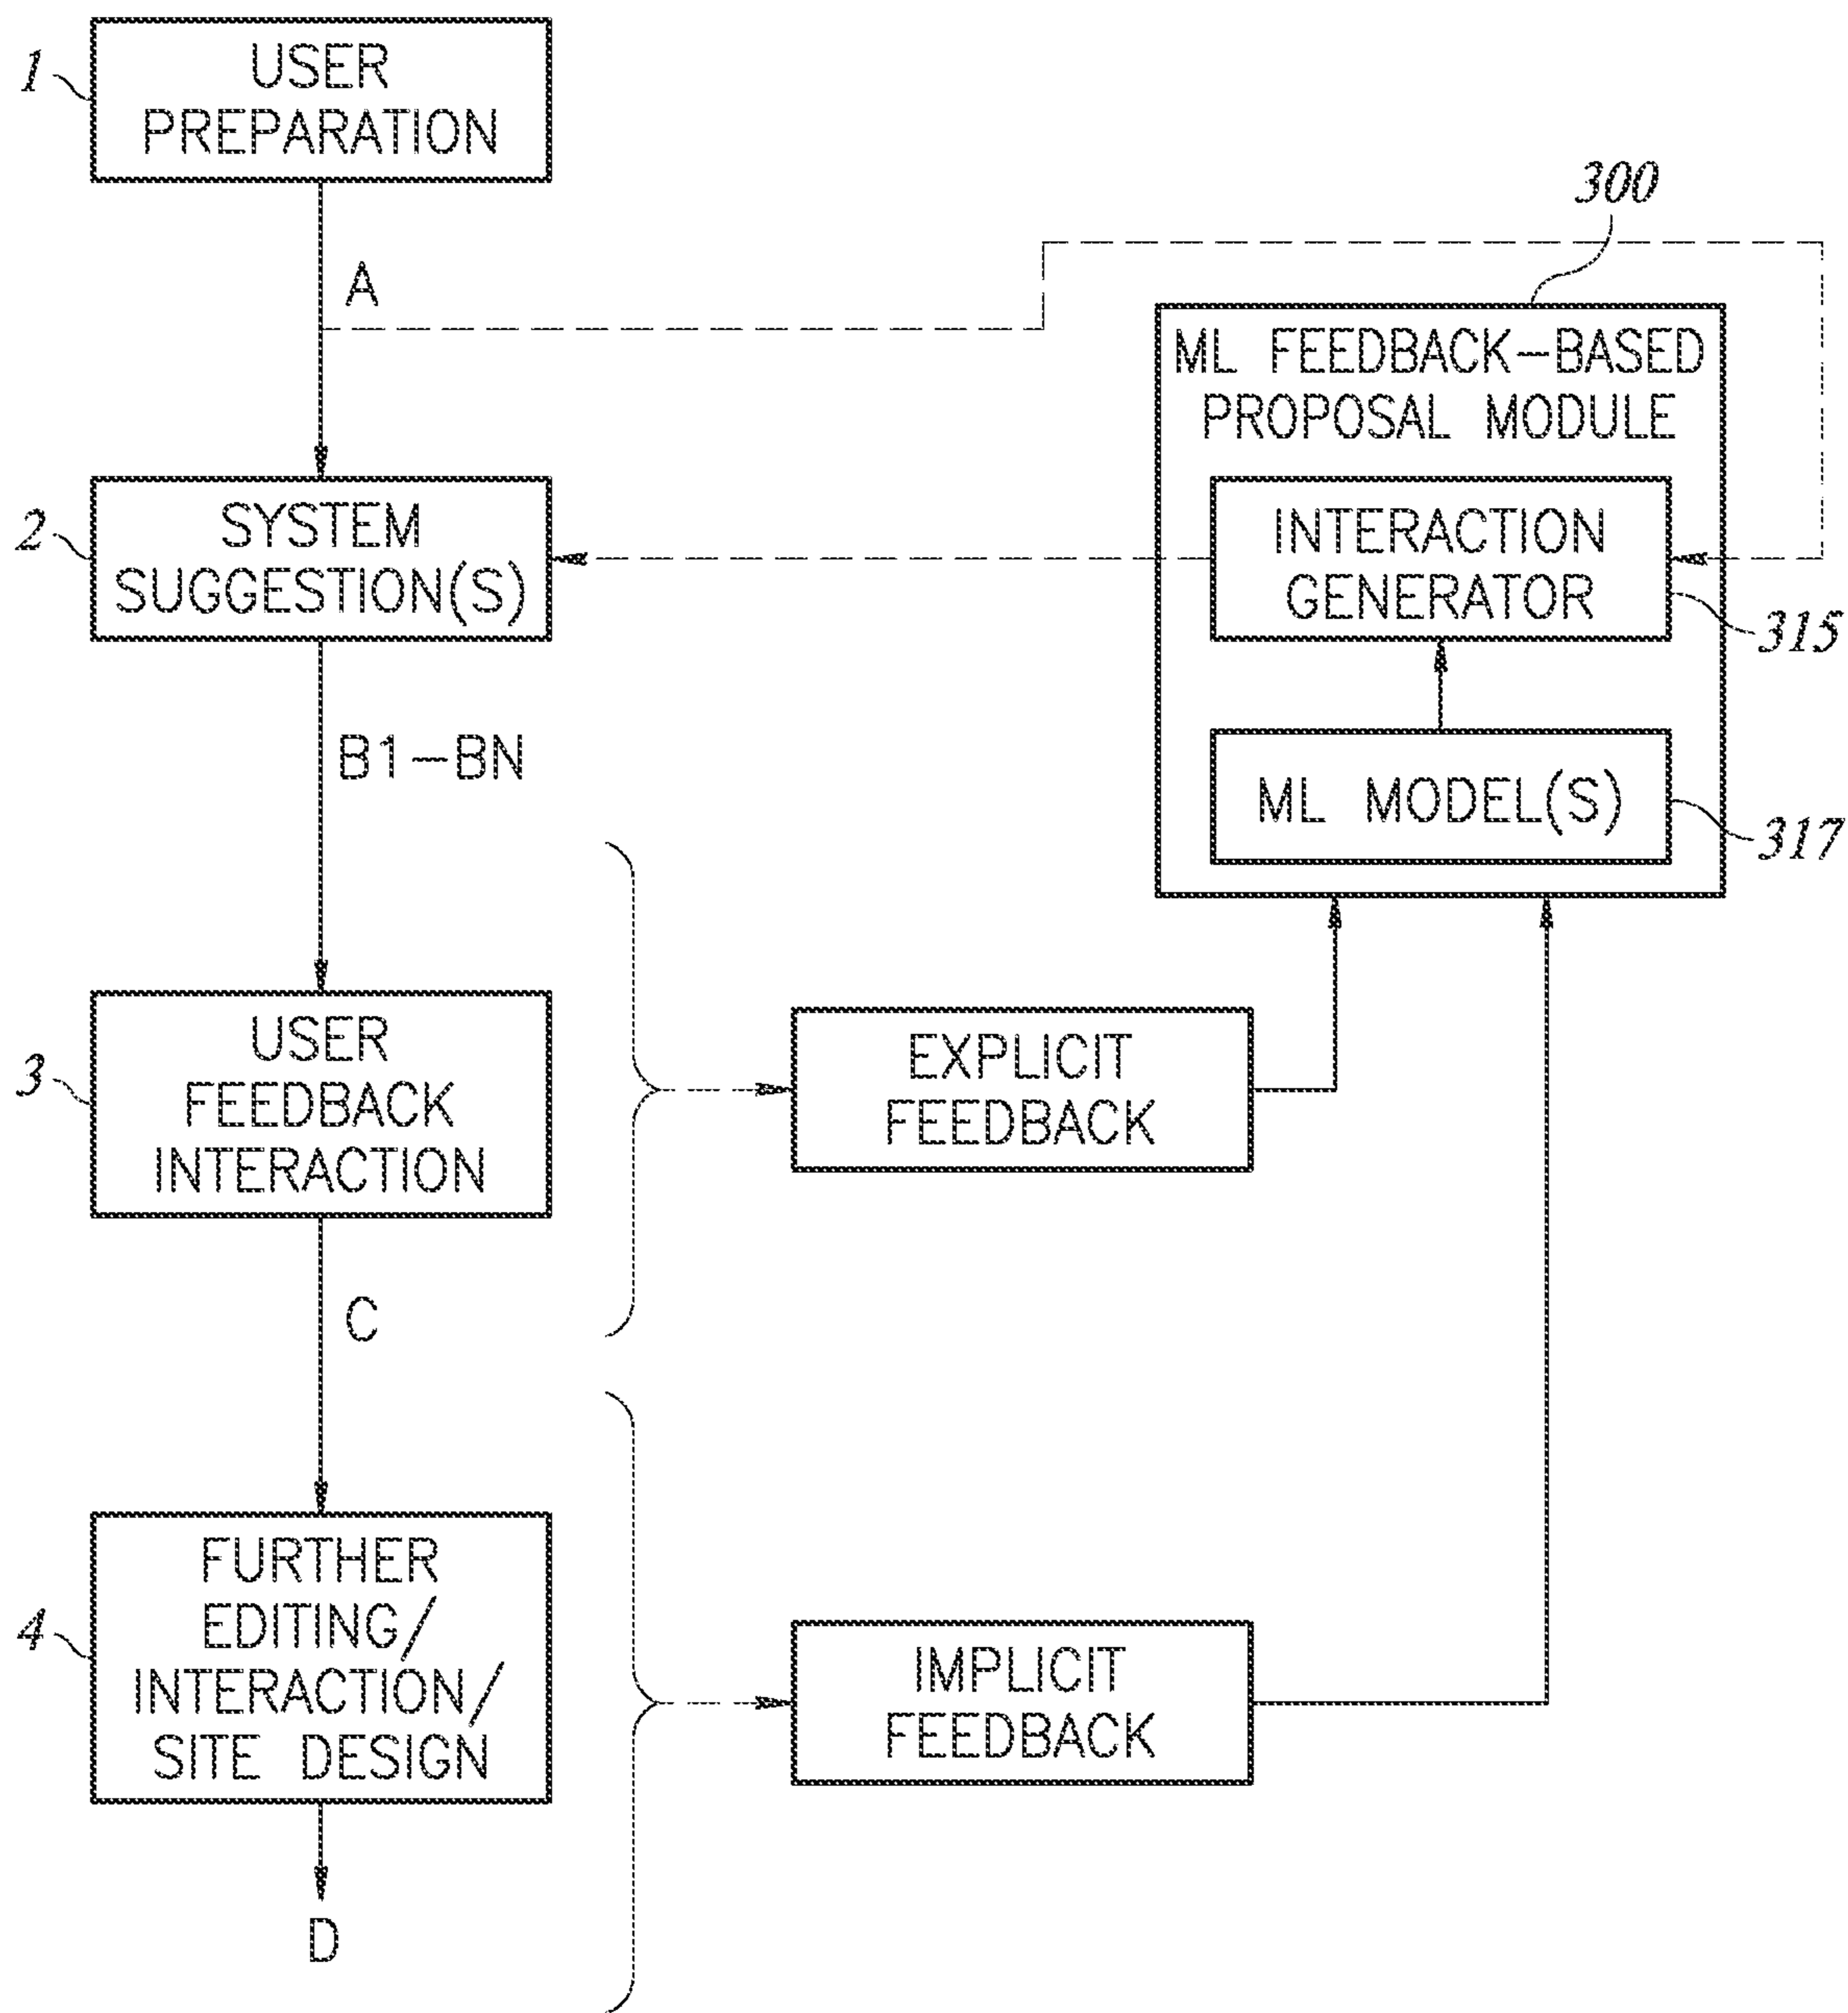 1
USER
PREPARATION
A
300
ML FEEDBACK-BASED
PROPOSAL MODULE
2
SYSTEM
SUGGESTION(S)
INTERACTION
GENERATOR
315
B1-BN
ML MODEL(S)
317
3
USER
FEEDBACK
INTERACTION
EXPLICIT
FEEDBACK
C
4
FURTHER
EDITING/
INTERACTION/
SITE DESIGN
IMPLICIT
FEEDBACK
D